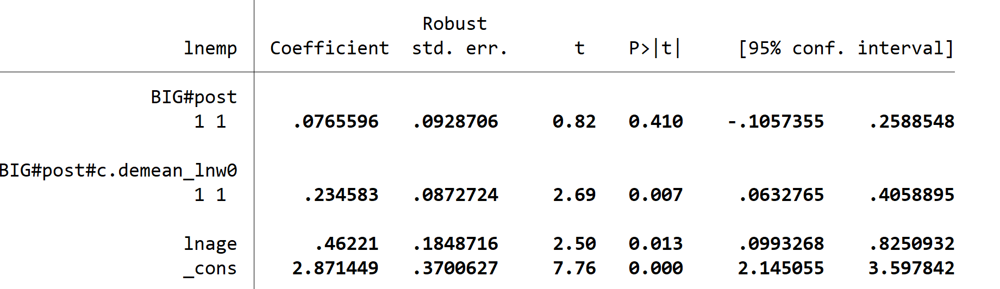 Robust
lnemp Coefficient std. err. t P>|t| [95% conf. interval]
BIG#post
1 1 .0765596 .0928706 0.82 0.410 -.1057355 .2588548
BIG#post#c.demean_lnw0
1 1 .234583 .0872724 2.69 0.007 .0632765 .4058895
lnage .46221 .1848716 2.50 0.013 .0993268 .8250932
_cons 2.871449 .3700627 7.76 0.000 2.145055 3.597842